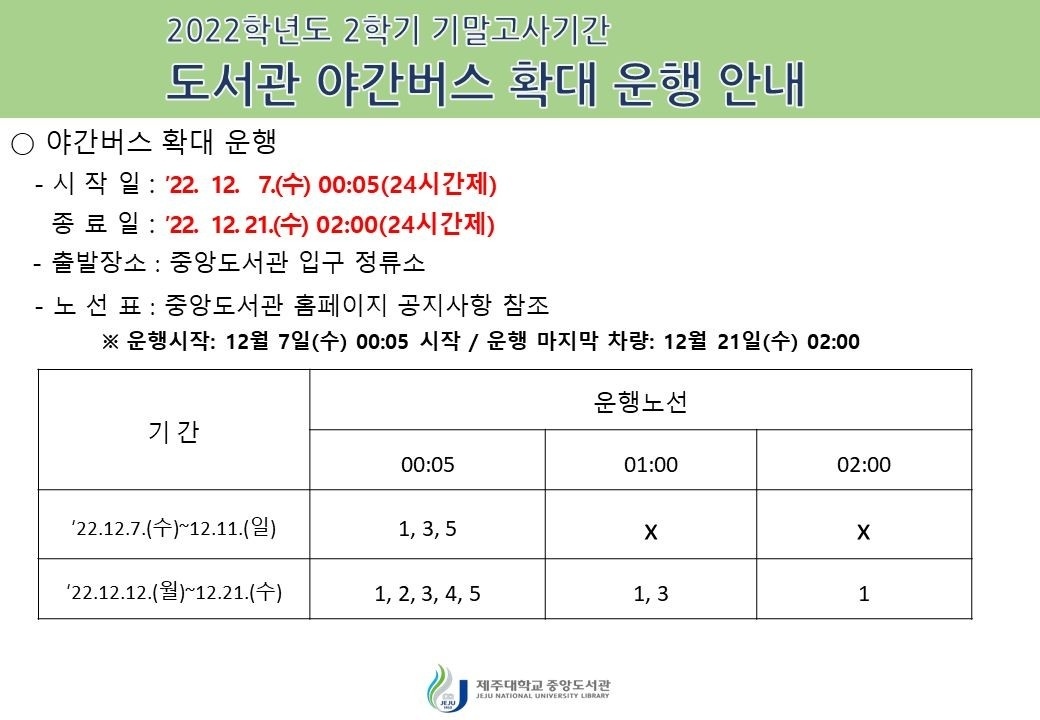 2022학년도 2학기 기말고사기간
도서관 야간버스 확대 운행 안내
○ 야간버스 확대 운행
- 시 작 일 : '22. 12. 7.(수) 00:05(24시간제)
종 료 일 : '22. 12. 21.(수) 02:00(24시간제)
- 출발장소 : 중앙도서관 입구 정류소
- 노 선 표 : 중앙도서관 홈페이지 공지사항 참조
※ 운행시작: 12월 7일(수) 00:05 시작 / 운행 마지막 차량: 12월 21일(수) 02:00
기 간
운행노선
00:05 01:00 02:00
'22.12.7.(수)~12.11.(일) 1, 3, 5 x x
'22.12.12.(월)~12.21.(수) 1, 2, 3, 4, 5 1, 3 1
JEJU
1952
제주대학교 중앙도서관
JEJU NATIONAL UNIVERSITY LIBRARY